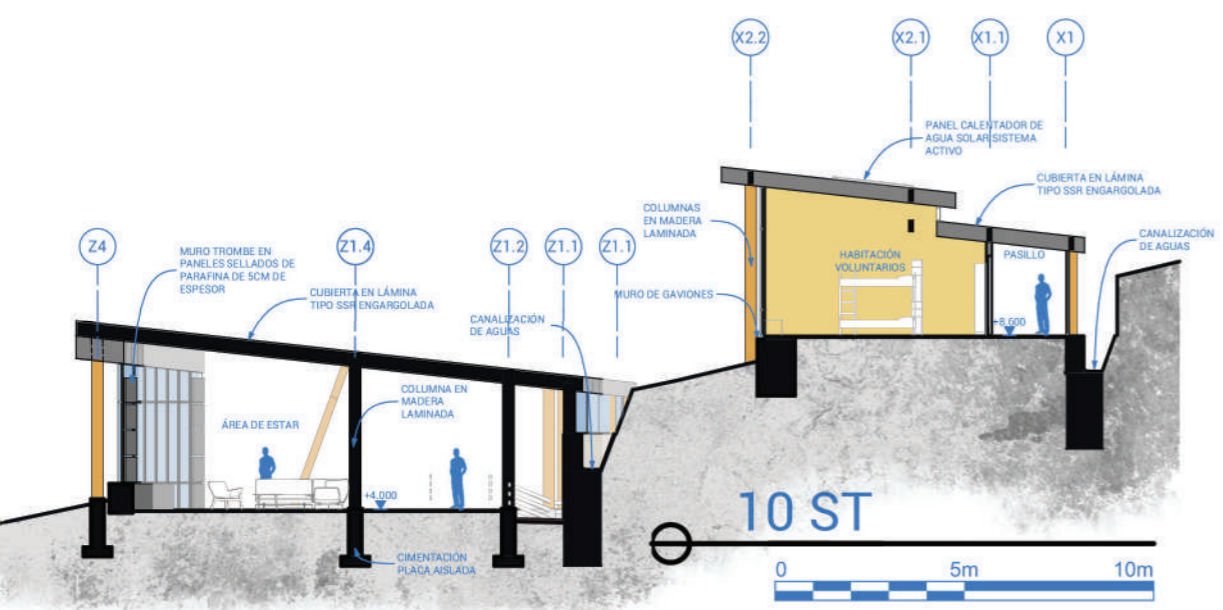 X2.2
X2.1
X1.1
X1
PANEL CALENTADOR DE
AGUA SOLAR SISTEMA
ACTIVO
CUBIERTA EN LÁMINA
TIPO SSR ENGARGOLADA
COLUMNAS
EN MADERA
LAMINADA
CANALIZACIÓN
DE AGUAS
HABITACIÓN
VOLUNTARIOS
PASILLO
MURO DE GAVIONES
+8,600
Z4
Z1.4
Z1.2
Z1.1
Z1.1
MURO TROMBE EN
PANELES SELLADOS DE
PARAFINA DE 5CM DE
ESPESOR
CUBIERTA EN LÁMINA
TIPO SSR ENGARGOLADA
CANALIZACIÓN
DE AGUAS
COLUMNA EN
MADERA
LAMINADA
ÁREA DE ESTAR
+4,000
CIMENTACIÓN
PLACA AISLADA
10 ST
0
5m
10m